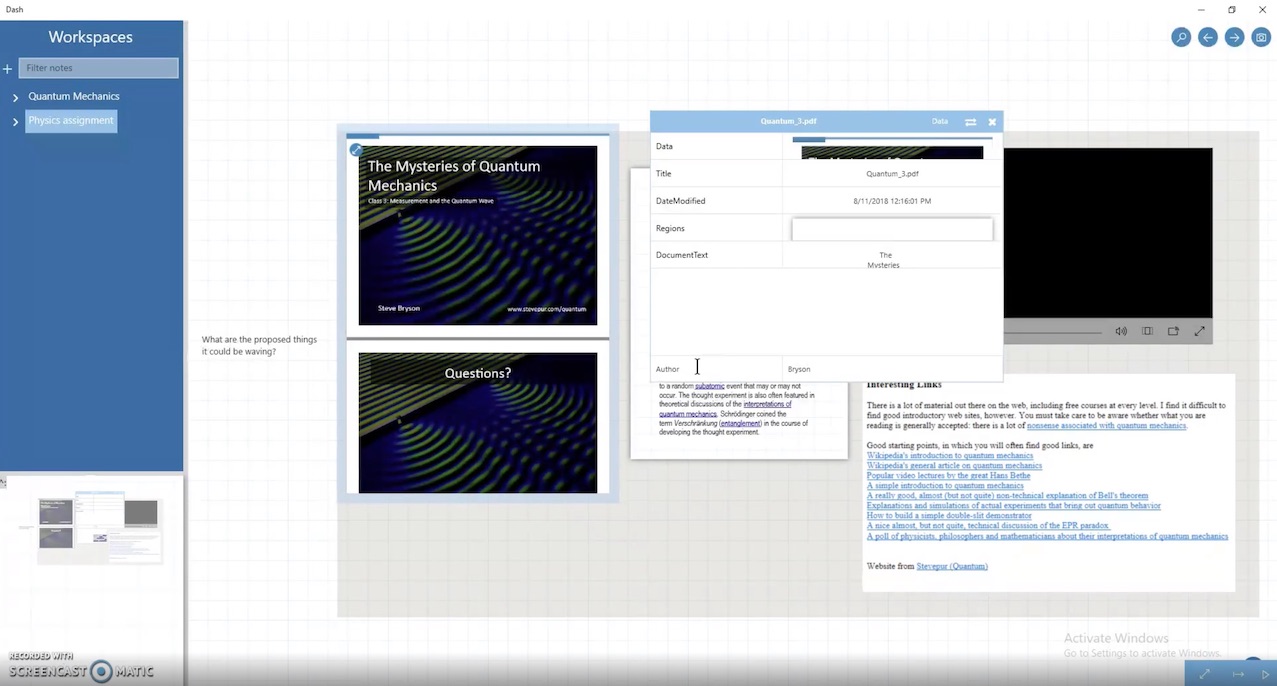 Dash
Workspaces
Filter notes
Quantum Mechanics
Physics assignment
What are the proposed things
it could be waving?
The Mysteries of Quantum
Mechanics
Class 3: Measurement and the Quantum Wave
Steve Bryson
www.stevepur.com/quantum
Questions?
Quantum_3.pdf
Data
Data
Title
Quantum_3.pdf
DateModified
8/11/2018 12:16:01 PM
Regions
DocumentText
The
Mysteries
Author
Bryson
to a random subatomic event that may or may not
occur. The thought experiment is also often featured in
theoretical discussions of the interpretations of
quantum mechanics. Schrödinger coined the
term Verschränkung (entanglement) in the course of
developing the thought experiment.
Interesting Links
There is a lot of material out there on the web, including free courses at every level. I find it difficult to
find good introductory web sites, however. You must take care to be aware whether what you are
reading is generally accepted: there is a lot of nonsense associated with quantum mechanics.
Good starting points, in which you will often find good links, are
Wikipedia's introduction to quantum mechanics
Wikipedia's general article on quantum mechanics
Popular video lectures by the great Hans Bethe
A simple introduction to quantum mechanics
A really good, almost (but not quite) non-technical explanation of Bell's theorem
Explanations and simulations of actual experiments that bring out quantum behavior
How to build a simple double-slit demonstrator
A nice almost, but not quite, technical discussion of the EPR paradox
A poll of physicists, philosophers and mathematicians about their interpretations of quantum mechanics
Website from Stevepur (Quantum)
Activate Windows
Go to Settings to activate Windows.
RECORDED WITH
SCREENCAST MATIC